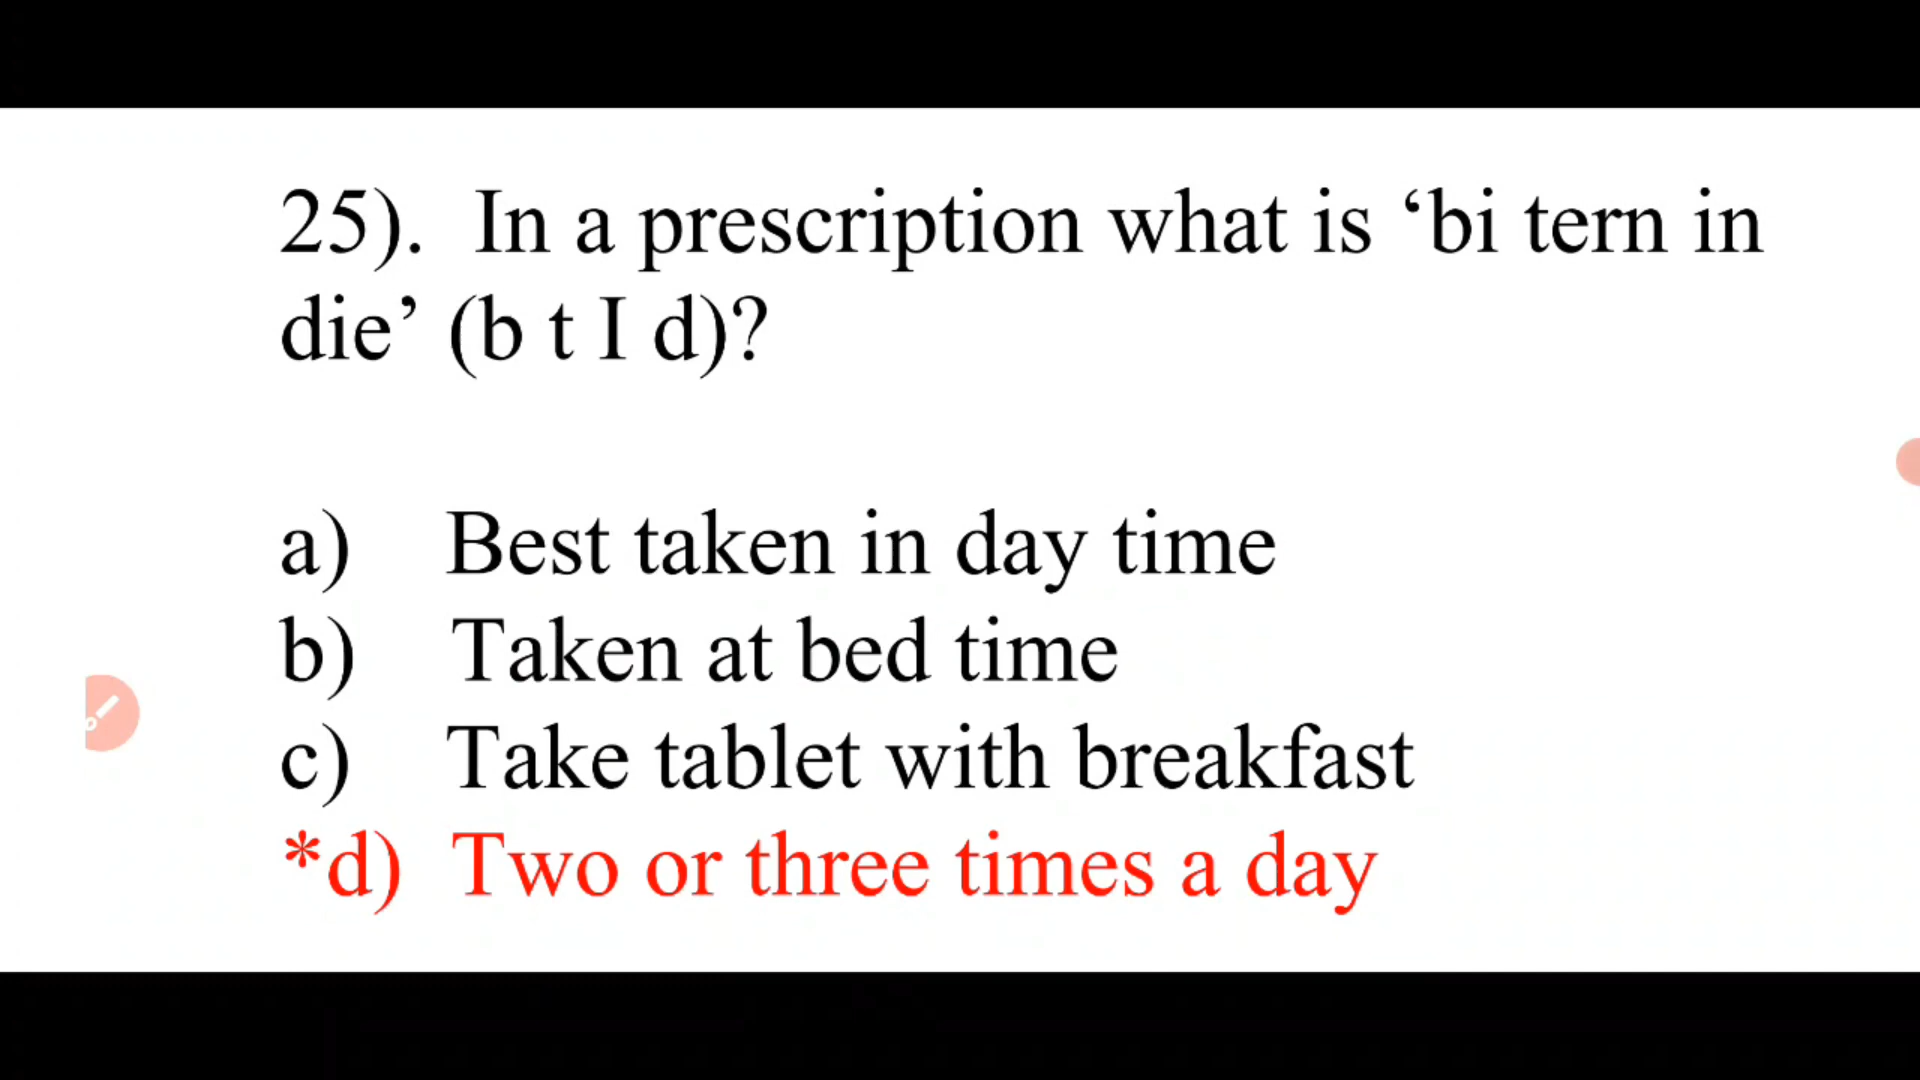 25). In a prescription what is ‘bi tern in
die’ (b t I d)?
a) Best taken in day time
b) Taken at bed time
c) Take tablet with breakfast
*d) Two or three times a day